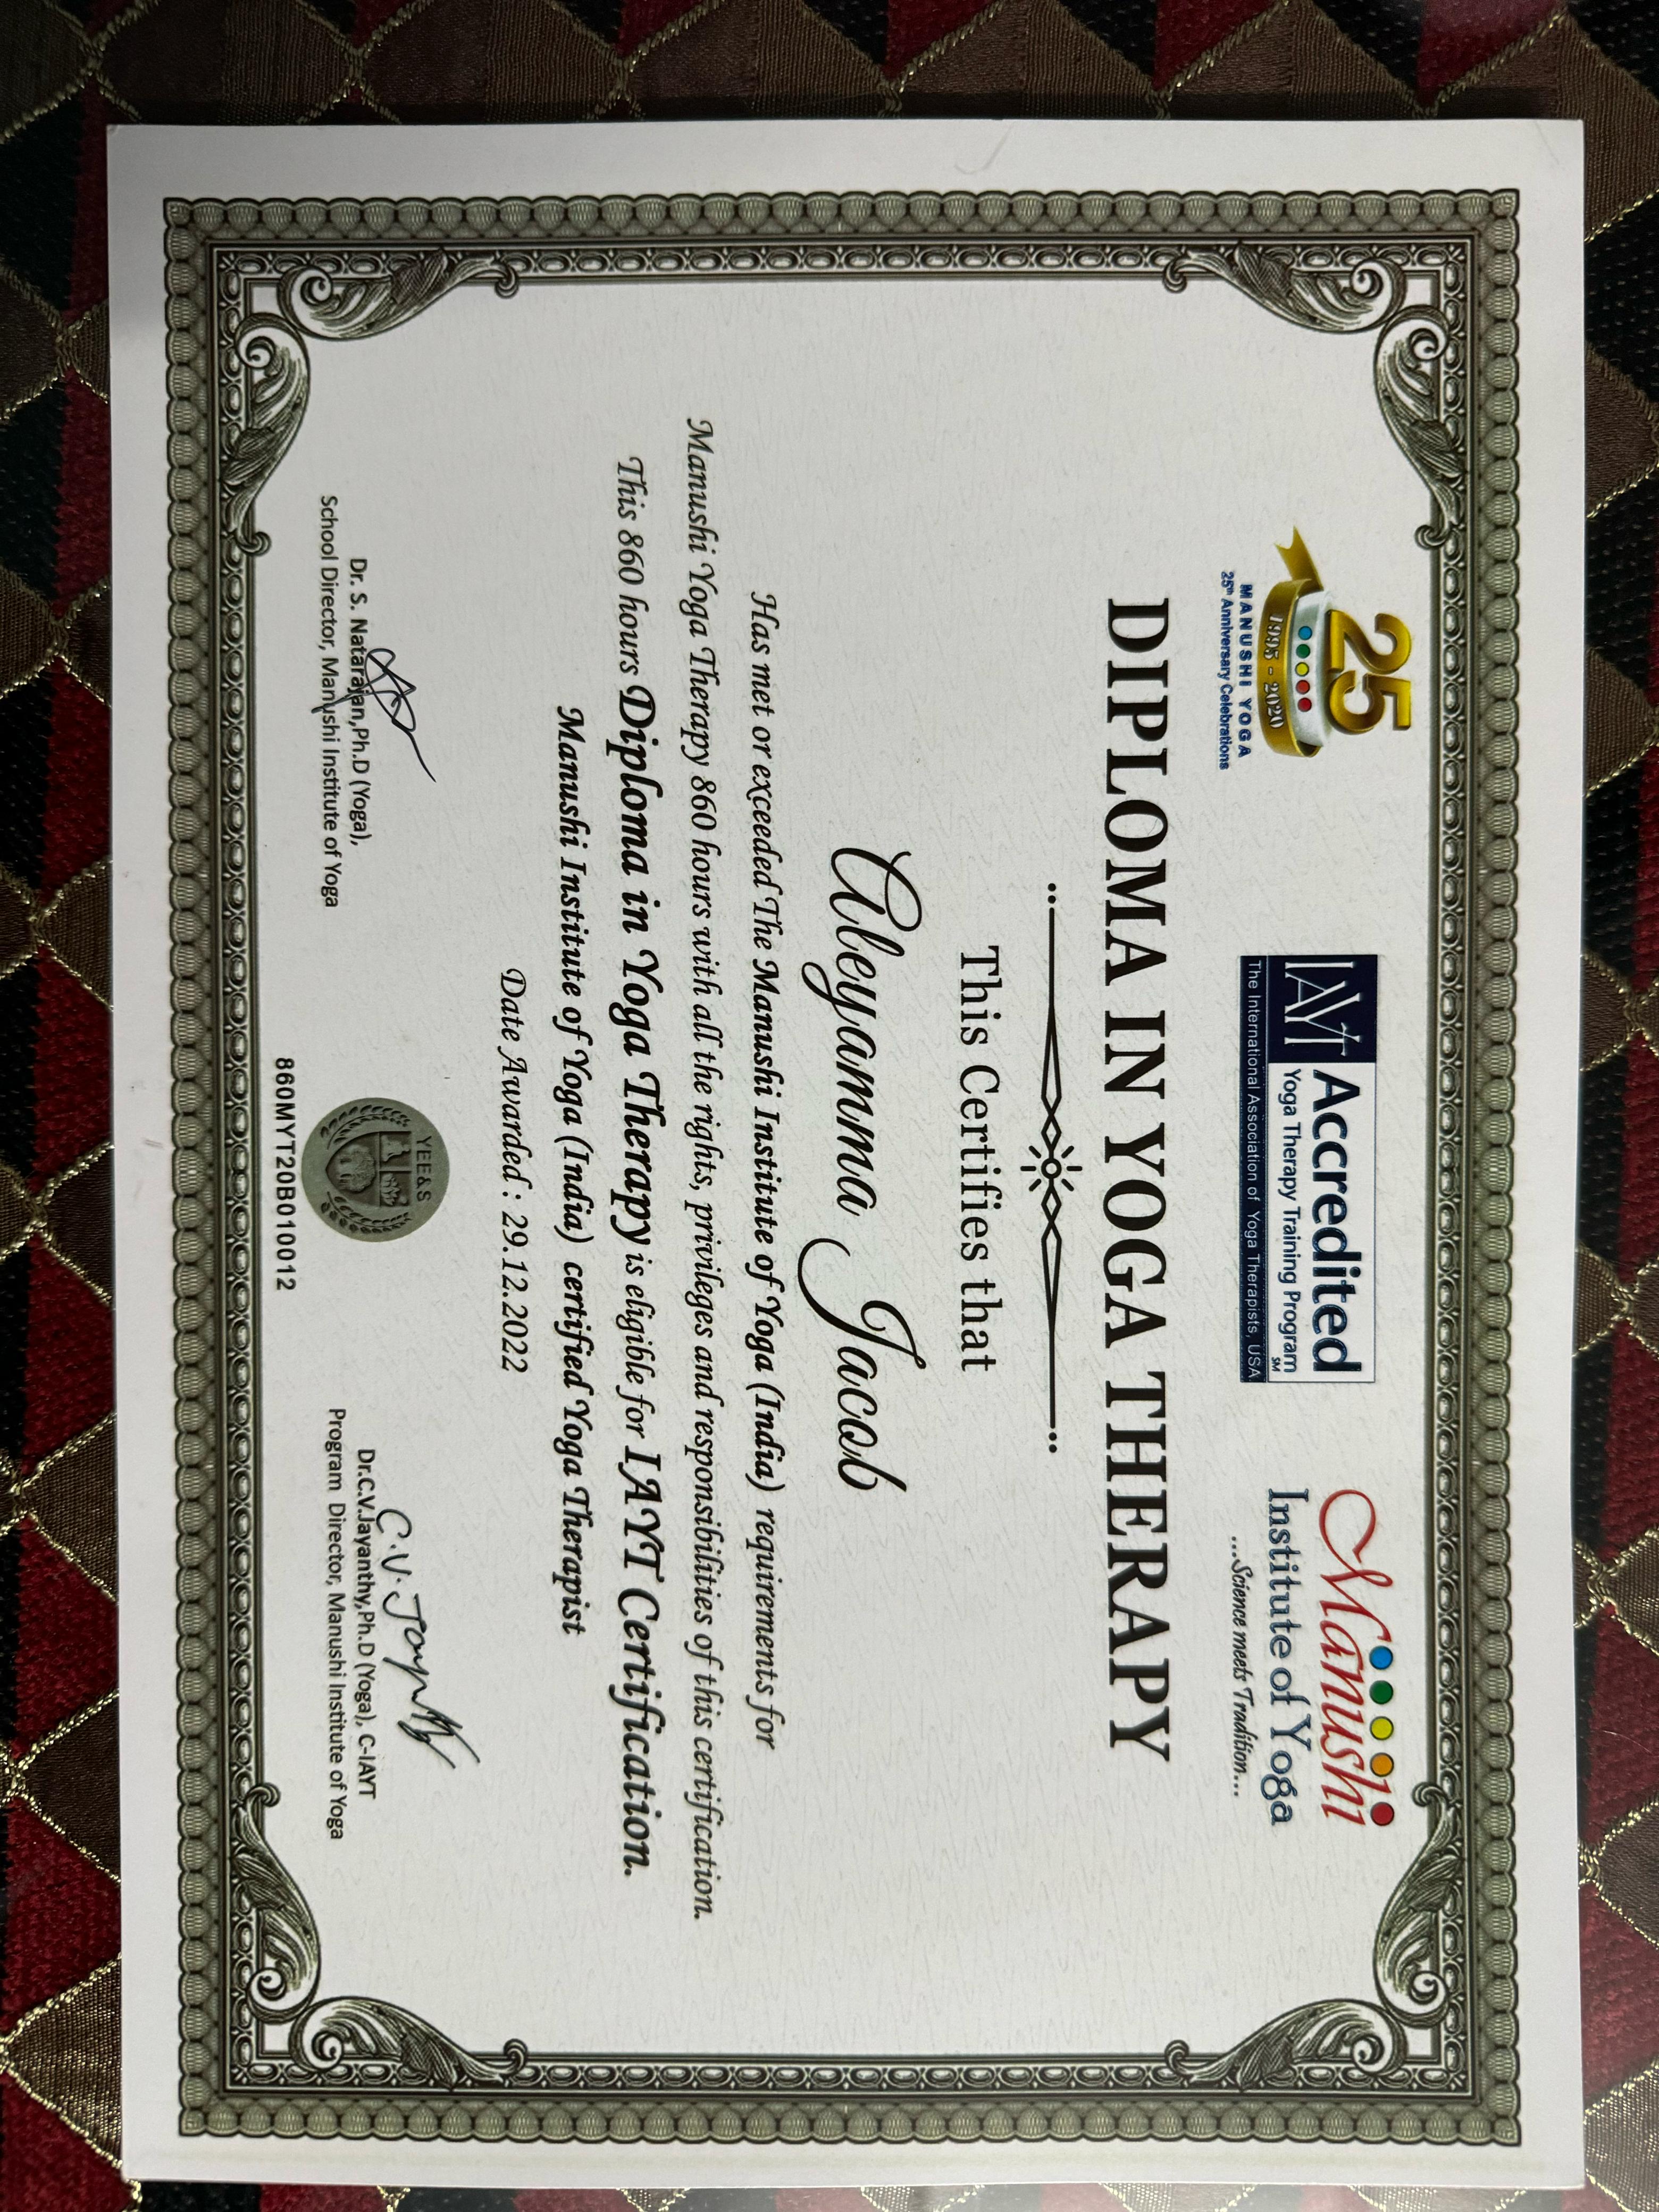 25
1995 - 2020
MANUSHI YOGA
25th Anniversary Celebrations
IAYT Accredited
Yoga Therapy Training Program SM
The International Association of Yoga Therapists, USA
Manushi
Institute of Yoga
...Science meets Tradition...
DIPLOMA IN YOGA THERAPY
This Certifies that
Aleyamma Jacob
Has met or exceeded The Manushi Institute of Yoga (India) requirements for
Manushi Yoga Therapy 860 hours with all the rights, privileges and responsibilities of this certification.
This 860 hours Diploma in Yoga Therapy is eligible for IAYT Certification.
Manushi Institute of Yoga (India) certified Yoga Therapist
Date Awarded : 29.12.2022
Dr. S. Natarajan,Ph.D (Yoga),
School Director, Manushi Institute of Yoga
YEE&S
860MYT20B010012
C.V. Jayanthy
Dr.C.V.Jayanthy,Ph.D (Yoga), C-IAYT
Program Director, Manushi Institute of Yoga